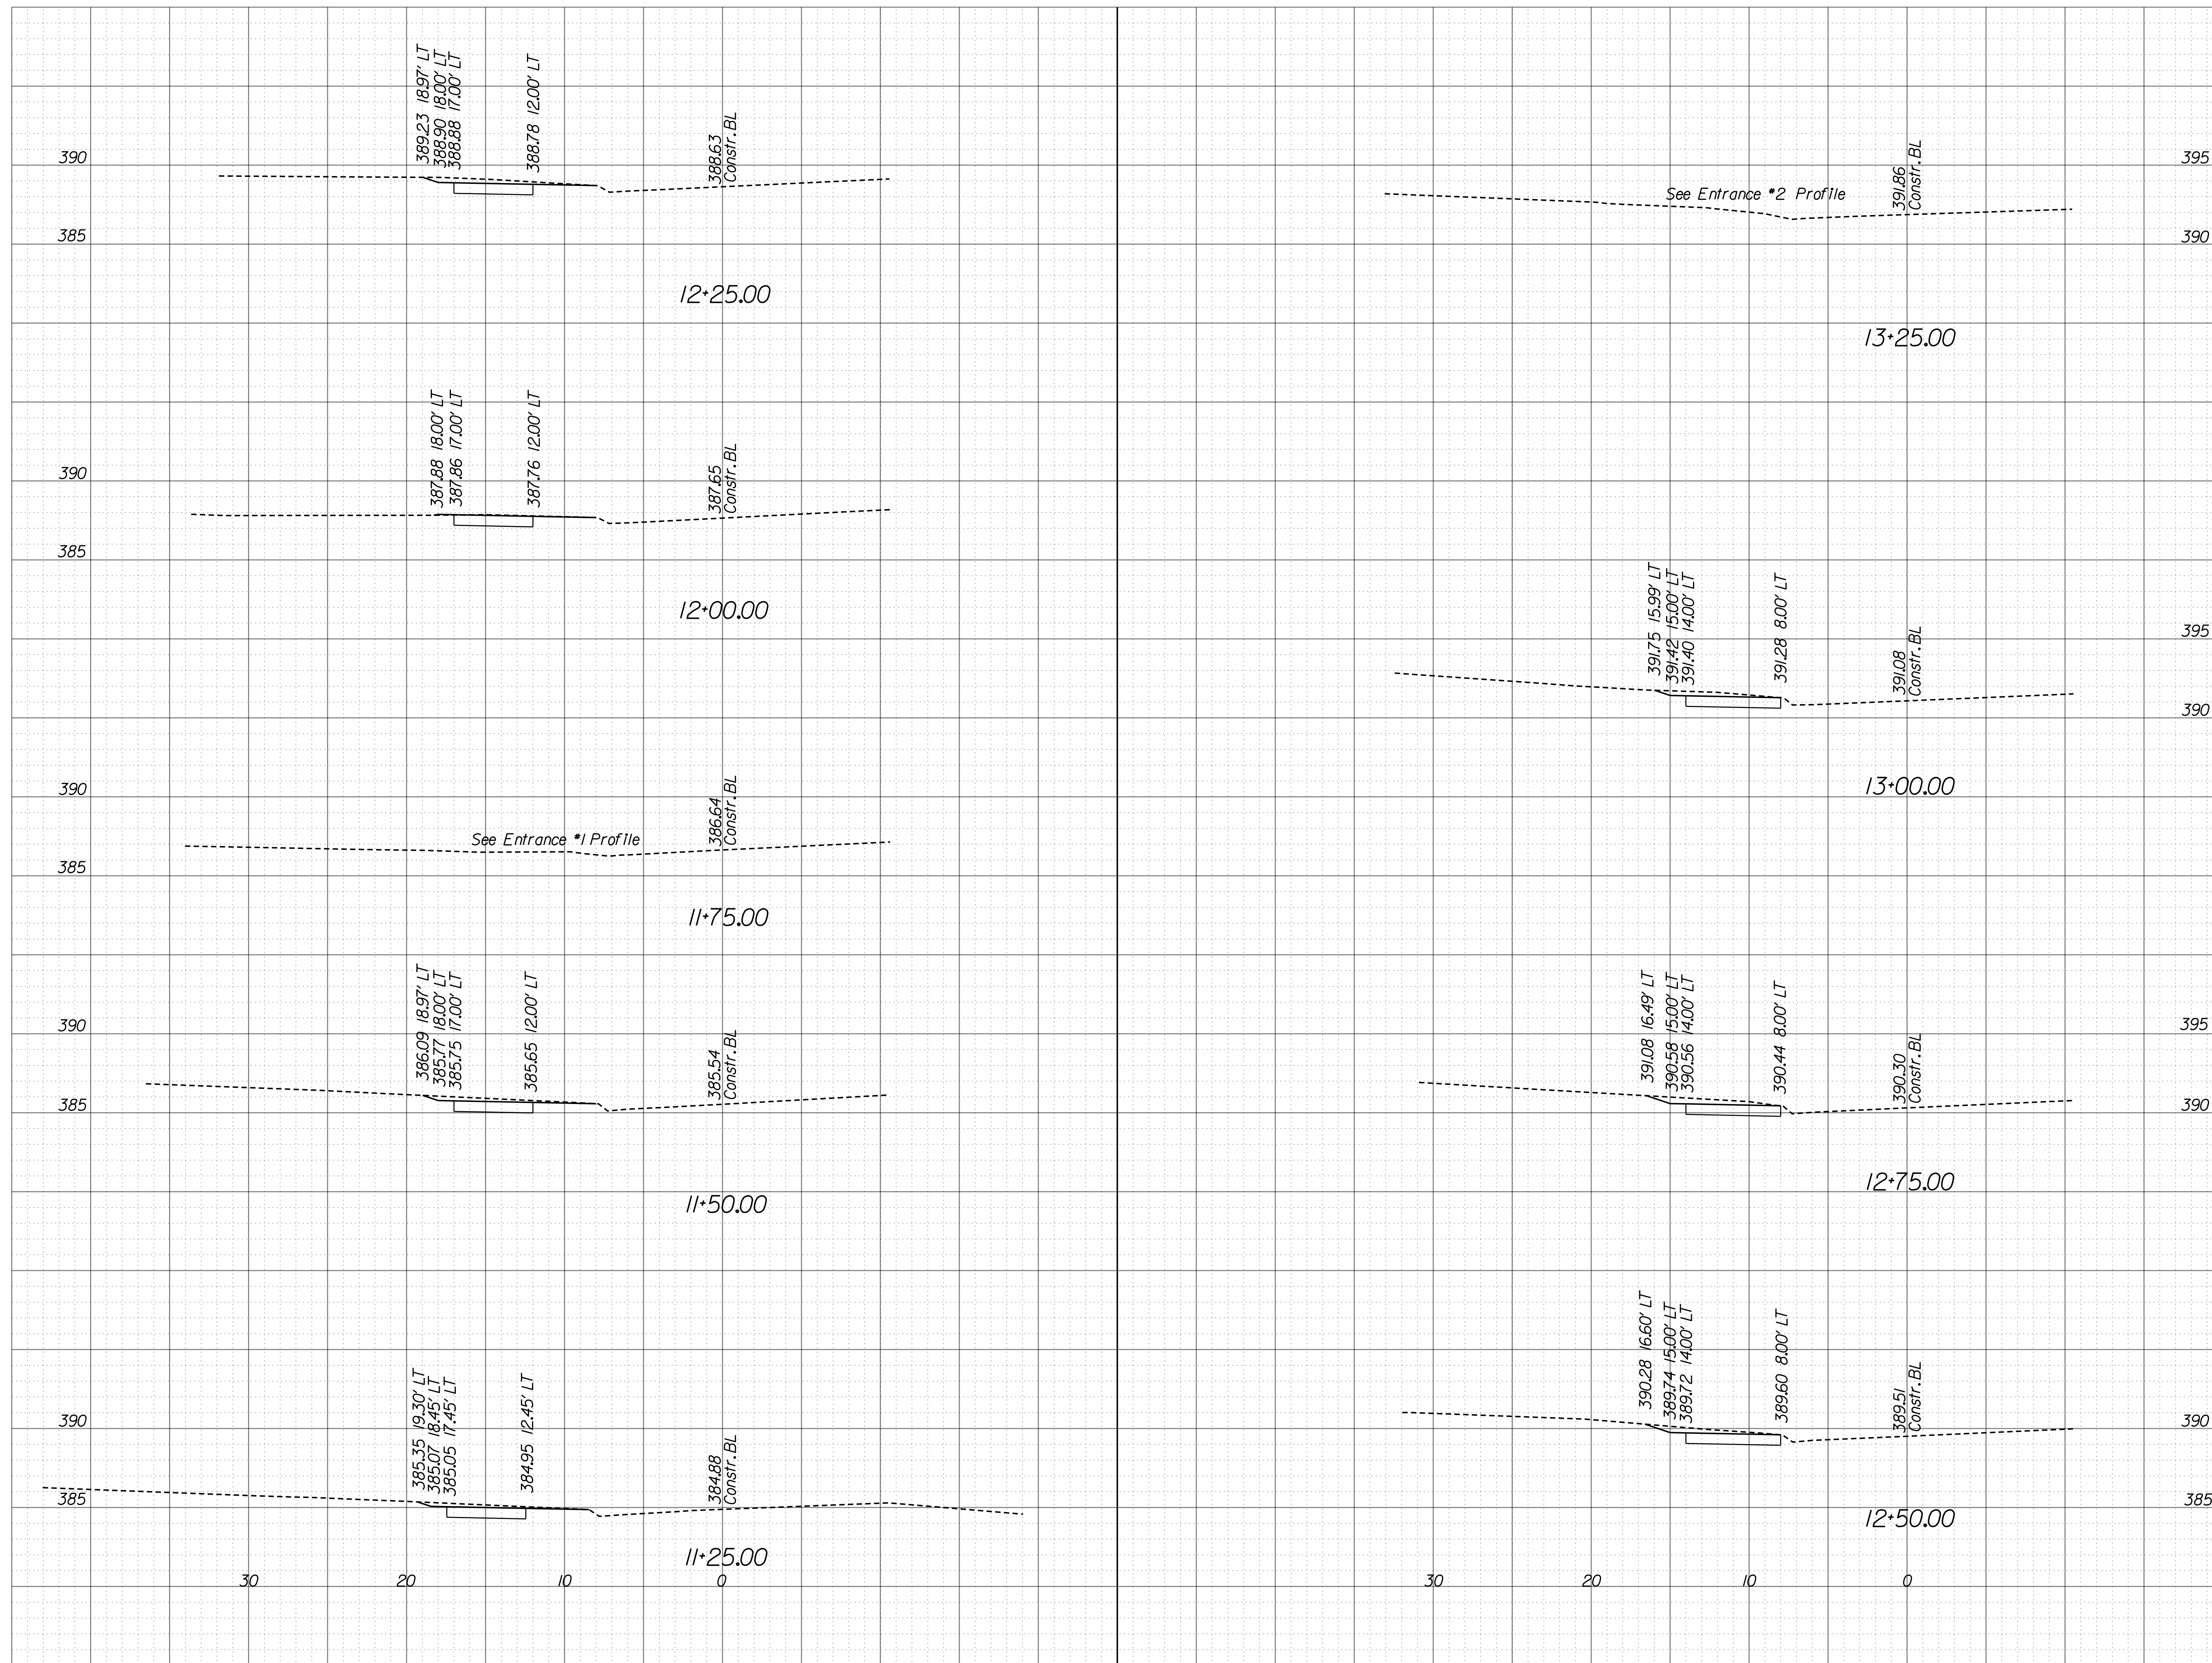 389.23 18.97' LT
388.90 18.00' LT
388.88 17.00' LT
388.78 12.00' LT
388.63
Constr. BL
390
385
12+25.00
387.88 18.00' LT
387.86 17.00' LT
387.76 12.00' LT
387.65
Constr. BL
390
385
12+00.00
386.64
Constr. BL
390
See Entrance #1 Profile
385
11+75.00
386.09 18.97' LT
385.77 18.00' LT
385.75 17.00' LT
385.65 12.00' LT
385.54
Constr. BL
390
385
11+50.00
385.35 19.30' LT
385.07 18.45' LT
385.05 17.45' LT
384.95 12.45' LT
384.88
Constr. BL
390
385
11+25.00
30 20 10 0
391.86
Constr. BL
395
See Entrance #2 Profile
390
13+25.00
391.75 15.99' LT
391.42 15.00' LT
391.40 14.00' LT
391.28 8.00' LT
391.08
Constr. BL
395
390
13+00.00
391.08 16.49' LT
390.58 15.00' LT
390.56 14.00' LT
390.44 8.00' LT
390.30
Constr. BL
395
390
12+75.00
390.28 16.60' LT
389.74 15.00' LT
389.72 14.00' LT
389.60 8.00' LT
389.51
Constr. BL
390
385
12+50.00
30 20 10 0